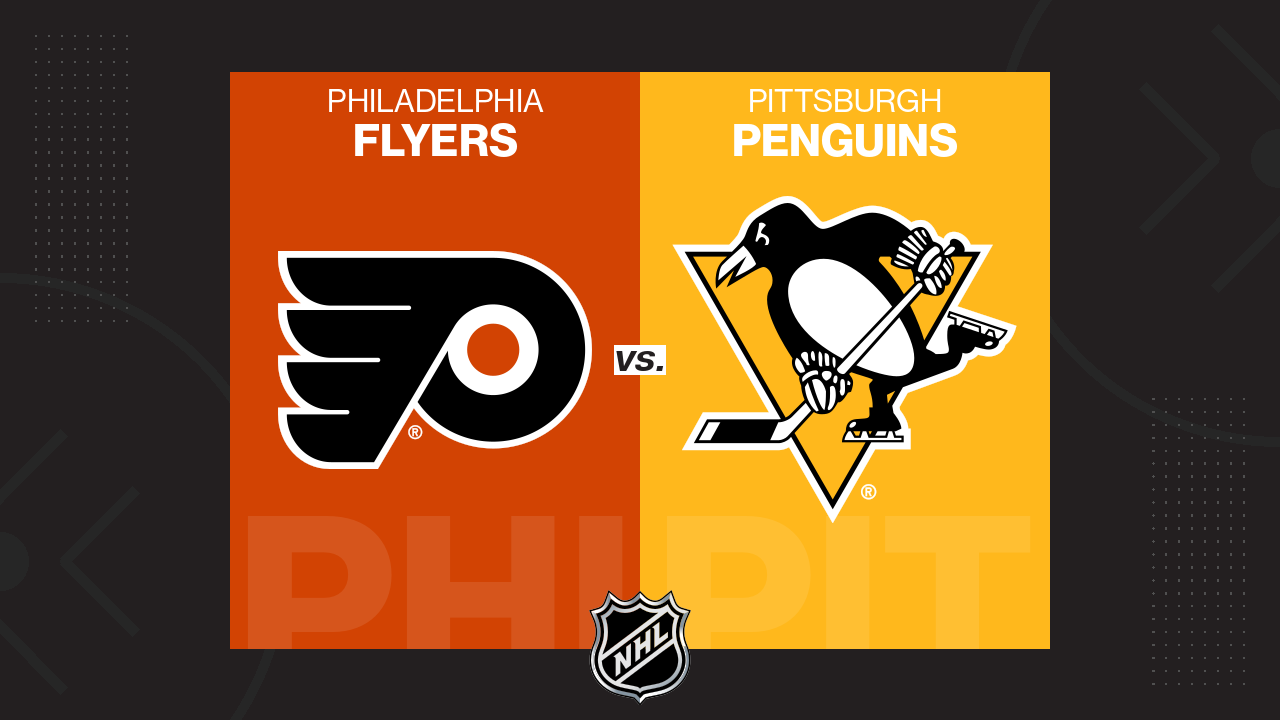 PHILADELPHIA
FLYERS
PITTSBURGH
PENGUINS
VS.
®
®
PHI
PIT
NHL